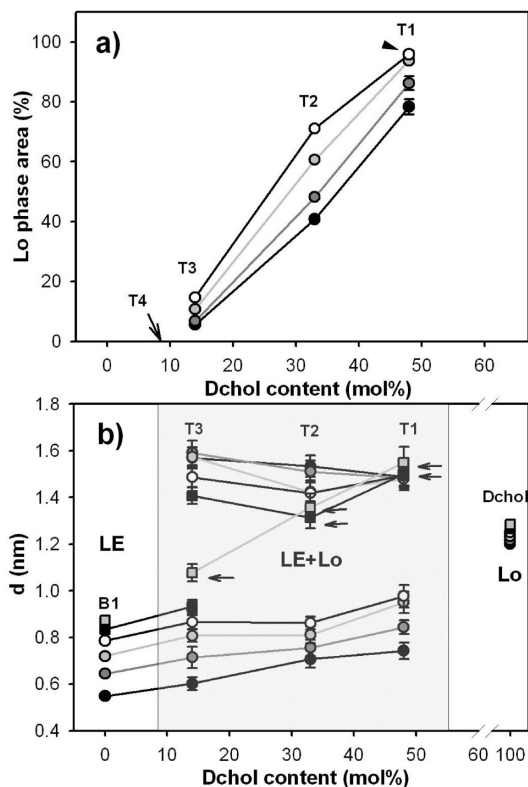 a)
Lo phase area (%)
100
80
60
40
20
0
T1
T2
T3
T4
0 10 20 30 40 50 60
Dchol content (mol%)
b)
d (nm)
1.8
1.6
1.4
1.2
1.0
0.8
0.6
0.4
T3 T2 T1
LE
LE+Lo
Dchol
Lo
B1
0 10 20 30 40 50 60 100
Dchol content (mol%)